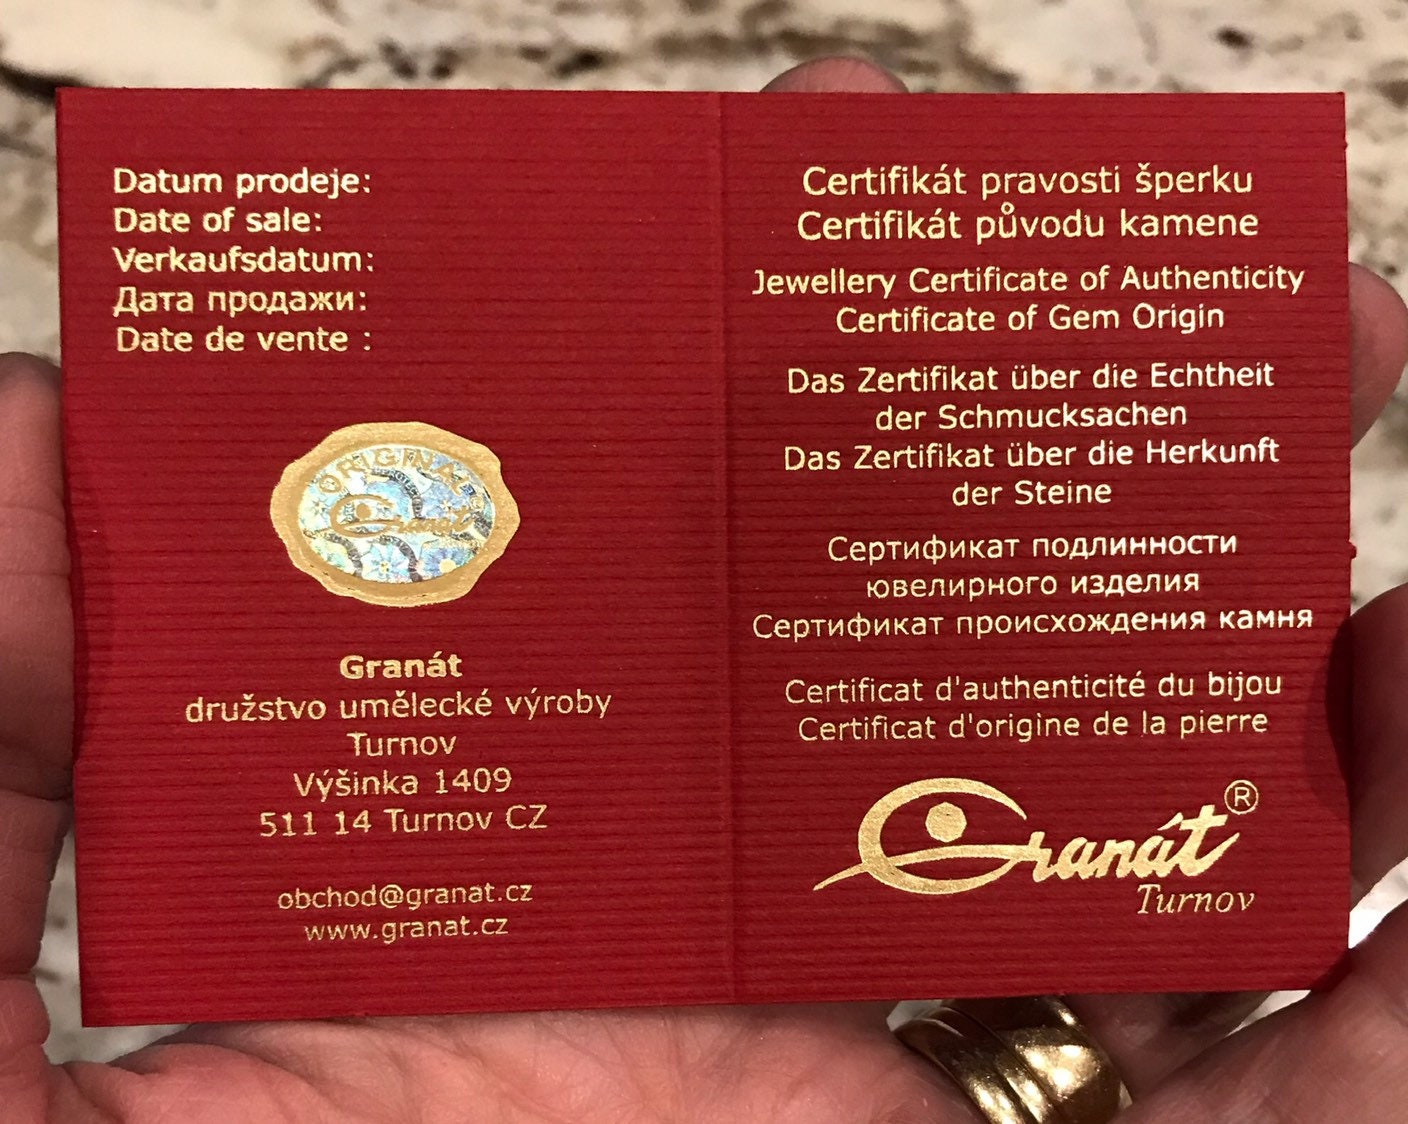 Datum prodeje:
Date of sale:
Verkaufsdatum:
Дата продажи:
Date de vente :
ORIGINAL
Granát
Granát
družstvo umělecké výroby
Turnov
Výšinka 1409
511 14 Turnov CZ
obchod@granat.cz
www.granat.cz
Certifikát pravosti šperku
Certifikát původu kamene
Jewellery Certificate of Authenticity
Certificate of Gem Origin
Das Zertifikat über die Echtheit
der Schmucksachen
Das Zertifikat über die Herkunft
der Steine
Сертификат подлинности
ювелирного изделия
Сертификат происхождения камня
Certificat d'authenticité du bijou
Certificat d'origine de la pierre
Granát®
Turnov